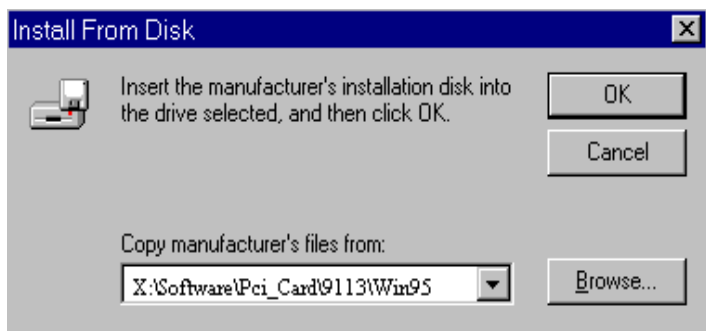 Install From Disk
Insert the manufacturer's installation disk into
the drive selected, and then click OK.
OK
Cancel
Copy manufacturer's files from:
X:\Software\Pci_Card\9113\Win95
Browse...